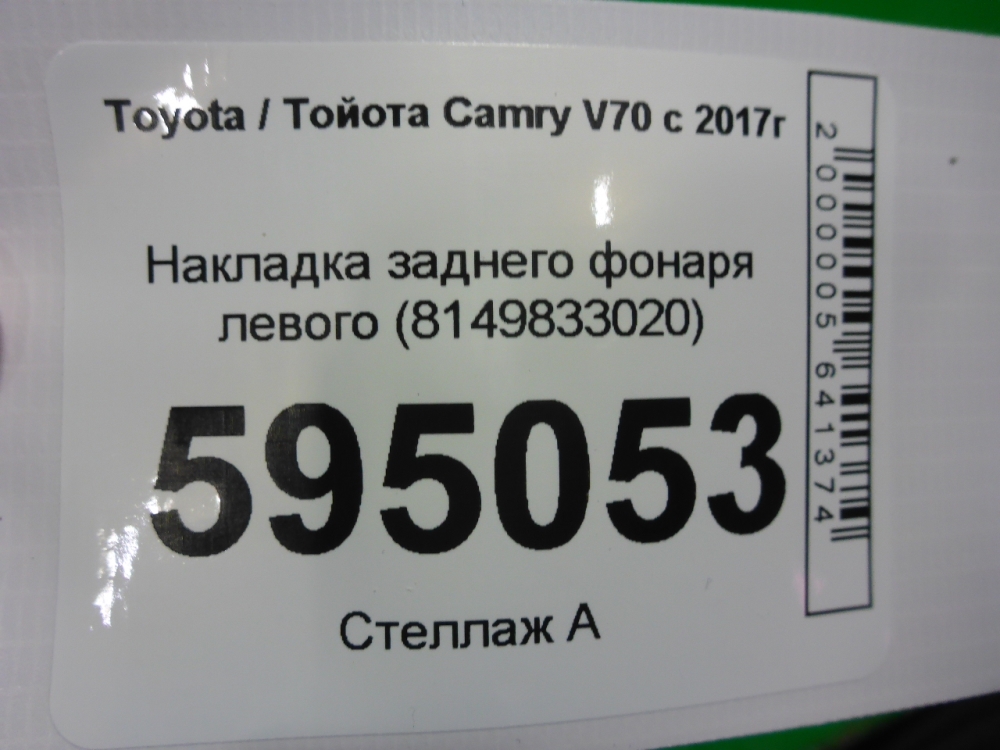 Toyota / Тойота Camry V70 с 2017г
Накладка заднего фонаря
левого (8149833020)
595053
Стеллаж А
2000005641374